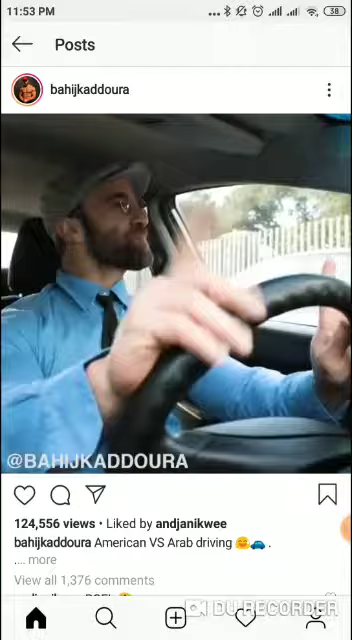 11:53 PM
38
Posts
bahijkaddoura
@BAHIJKADDOURA
124,556 views • Liked by andjanikwee
bahijkaddoura American VS Arab driving 🤗🚙 .
.... more
View all 1,376 comments
DU RECORDER